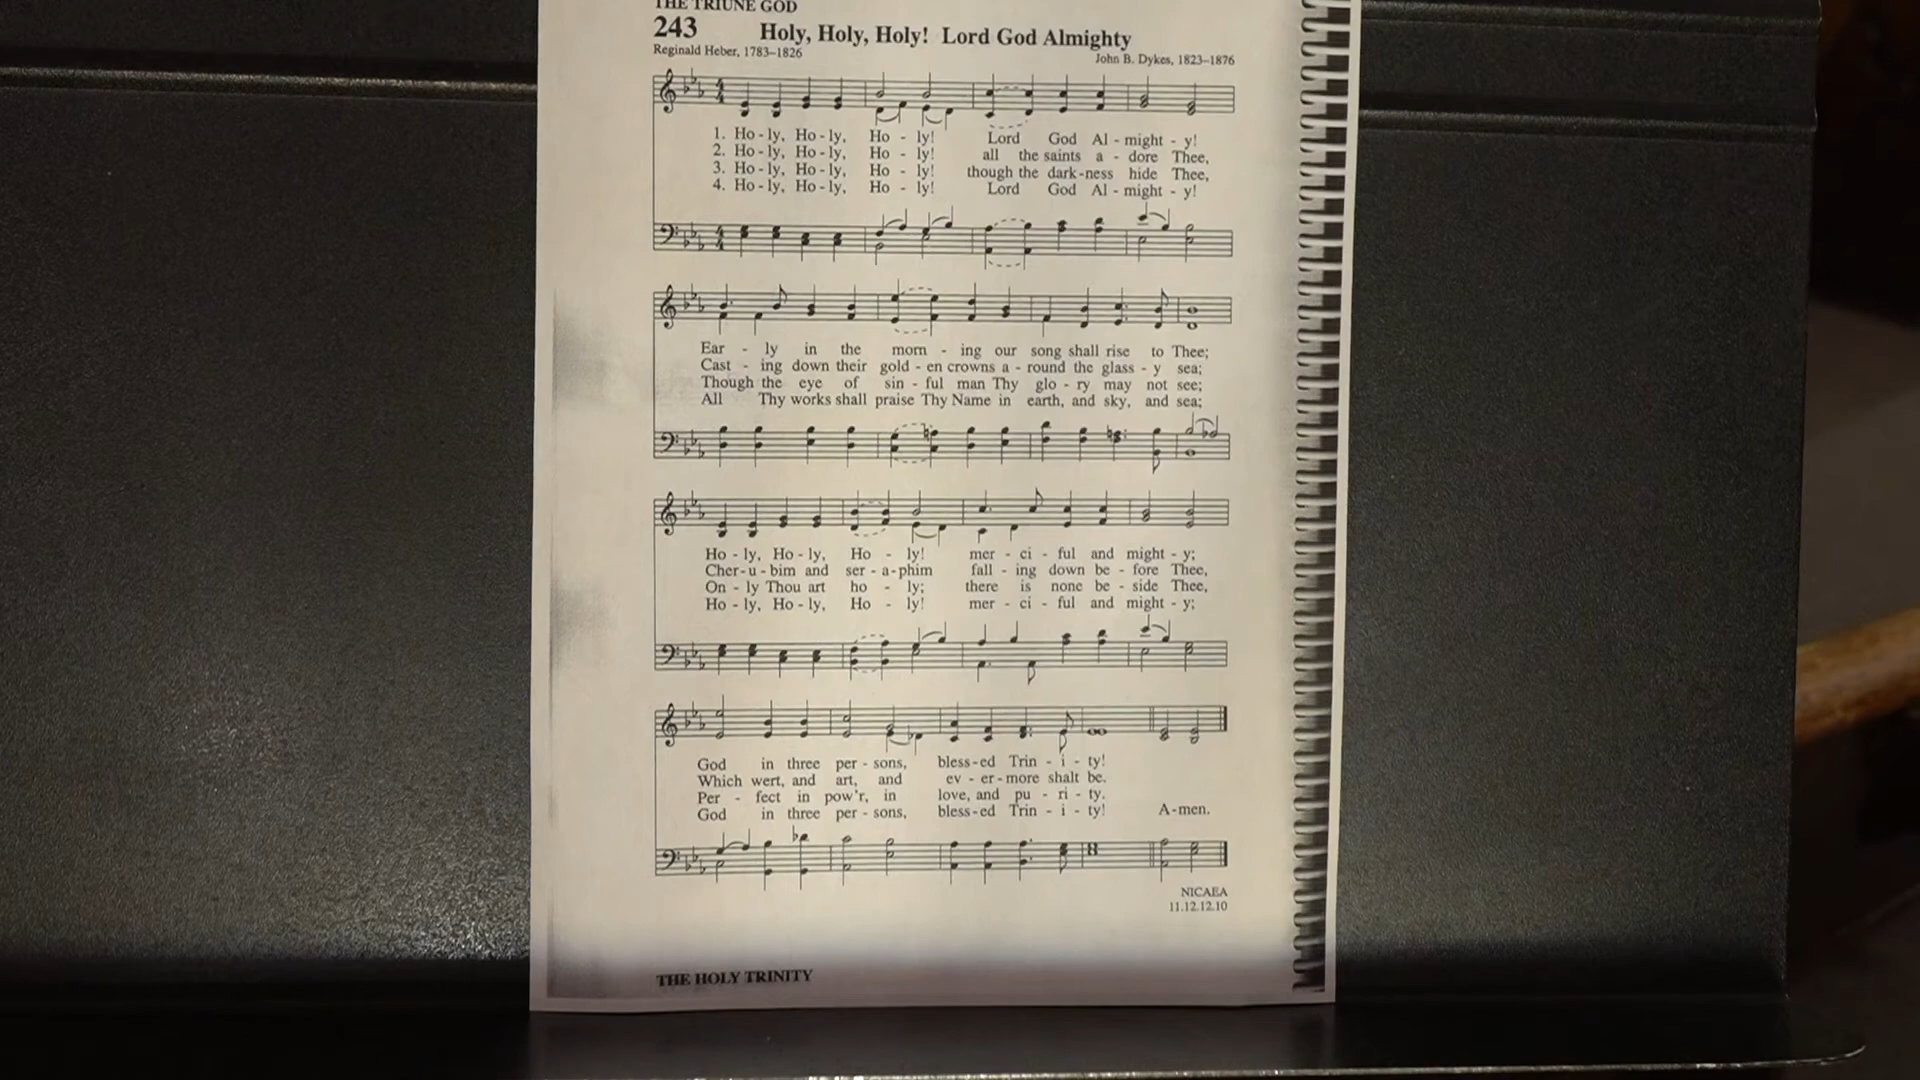 THE TRIUNE GOD
243 Holy, Holy, Holy! Lord God Almighty
Reginald Heber, 1783–1826 John B. Dykes, 1823–1876
1. Ho - ly, Ho - ly, Ho - ly! Lord God Al - might - y!
2. Ho - ly, Ho - ly, Ho - ly! all the saints a - dore Thee,
3. Ho - ly, Ho - ly, Ho - ly! though the dark - ness hide Thee,
4. Ho - ly, Ho - ly, Ho - ly! Lord God Al - might - y!
Ear - ly in the morn - ing our song shall rise to Thee;
Cast - ing down their gold - en crowns a - round the glass - y sea;
Though the eye of sin - ful man Thy glo - ry may not see;
All Thy works shall praise Thy Name in earth, and sky, and sea;
Ho - ly, Ho - ly, Ho - ly! mer - ci - ful and might - y;
Cher - u - bim and ser - a - phim fall - ing down be - fore Thee,
On - ly Thou art ho - ly; there is none be - side Thee,
Ho - ly, Ho - ly, Ho - ly! mer - ci - ful and might - y;
God in three per - sons, bless - ed Trin - i - ty!
Which wert, and art, and ev - er - more shalt be.
Per - fect in pow'r, in love, and pu - ri - ty.
God in three per - sons, bless - ed Trin - i - ty! A - men.
NICAEA
11.12.12.10
THE HOLY TRINITY